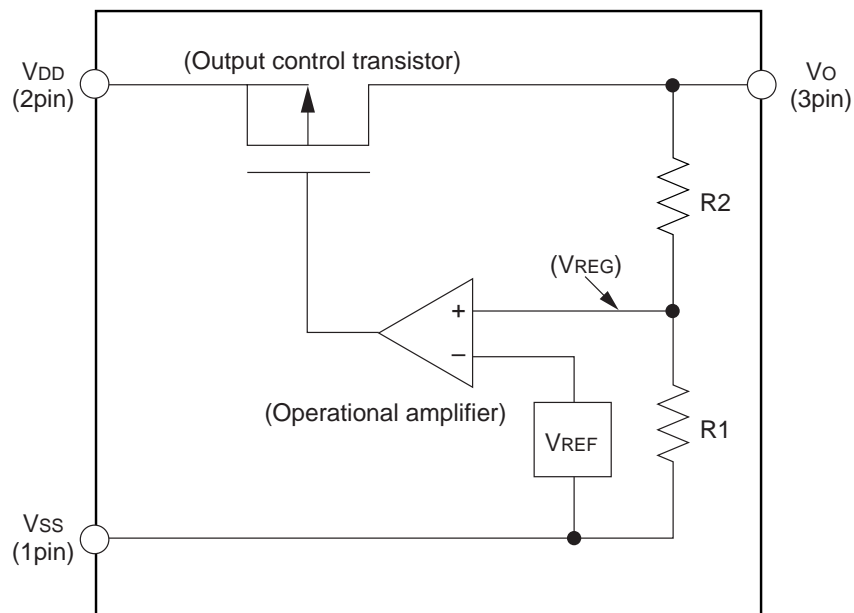 (Output control transistor)
VDD
(2pin)
VO
(3pin)
R2
(VREG)
+
–
(Operational amplifier)
VREF
R1
VSS
(1pin)